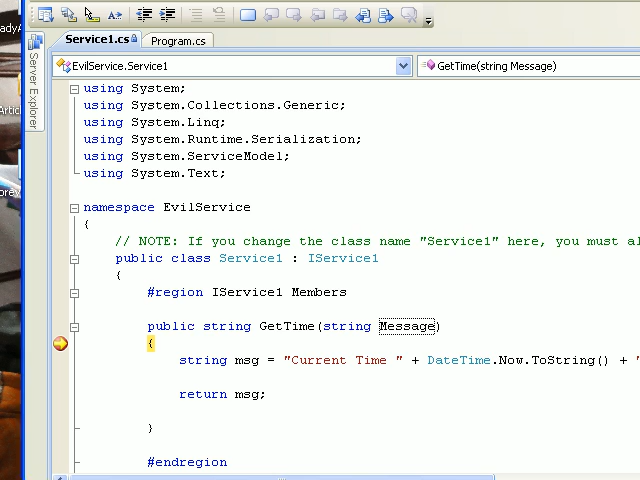 adyA
Service1.cs
Program.cs
EvilService.Service1
GetTime(string Message)
Server Explorer
Artic
using System;
using System.Collections.Generic;
using System.Linq;
using System.Runtime.Serialization;
using System.ServiceModel;
using System.Text;
prev
namespace EvilService
{
// NOTE: If you change the class name "Service1" here, you must al
public class Service1 : IService1
{
#region IService1 Members
public string GetTime(string Message)
{
string msg = "Current Time " + DateTime.Now.ToString() + "
return msg;
}
#endregion